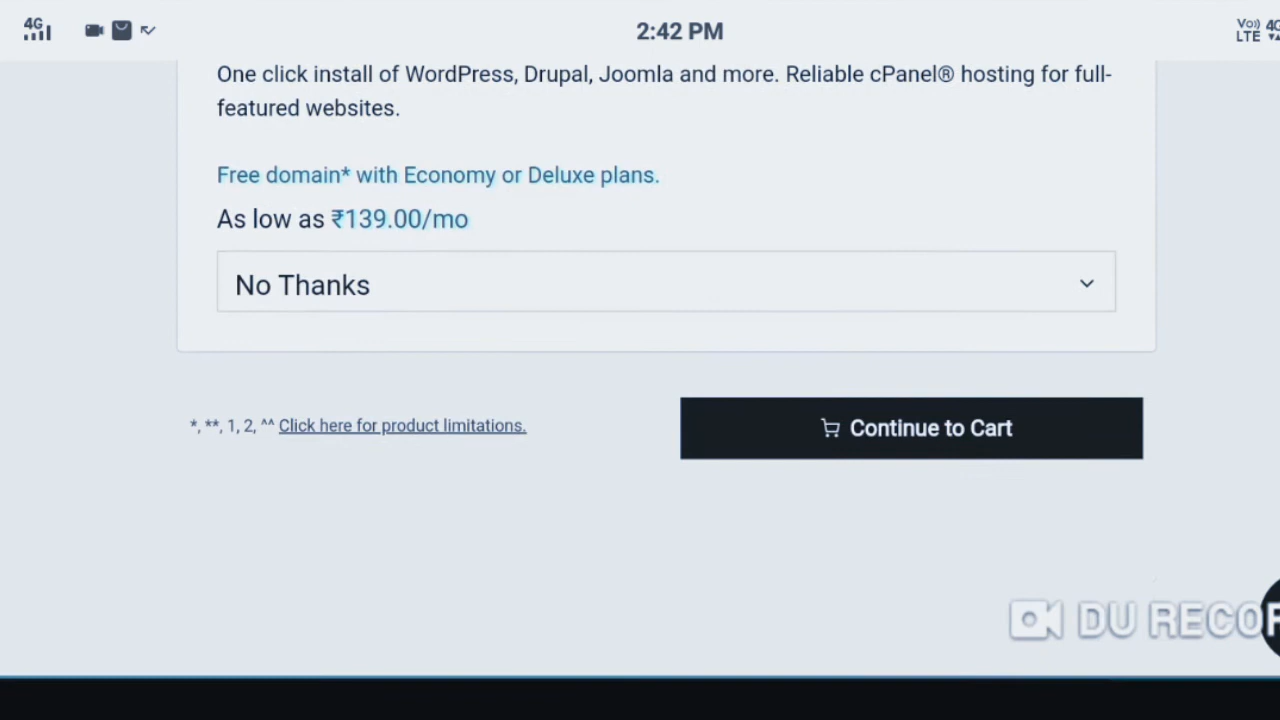 4G
2:42 PM
Vo))
LTE
One click install of WordPress, Drupal, Joomla and more. Reliable cPanel® hosting for full-
featured websites.
Free domain* with Economy or Deluxe plans.
As low as ₹139.00/mo
No Thanks
*, **, 1, 2, ^^ Click here for product limitations.
Continue to Cart
DU RECOR